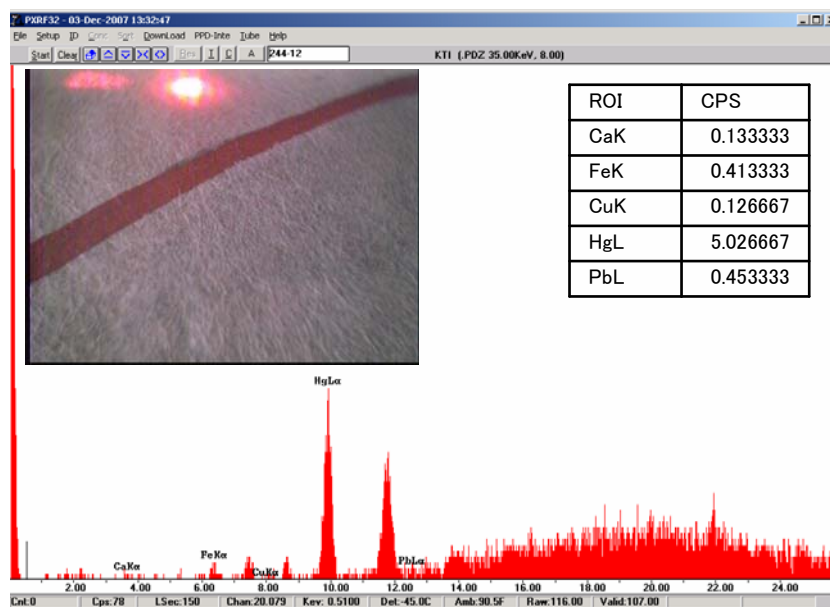 PXRF32 - 03-Dec-2007 13:32:47
File Setup ID Conc Sort DownLoad PPD-Inte Tube Help
Start Clear I C A 244-12 KTI (.PDZ 35.00KeV, 8.00)
ROI CPS
CaK 0.133333
FeK 0.413333
CuK 0.126667
HgL 5.026667
PbL 0.453333
HgLα
FeKα
PbLα
CaKα
CuKα
2.00 4.00 6.00 8.00 10.00 12.00 14.00 16.00 18.00 20.00 22.00 24.00
Cnt:0 Cps:78 LSec:150 Chan:20.079 Kev: 0.5100 Det:-45.0C Amb:90.5F Raw:116.00 Valid:107.00